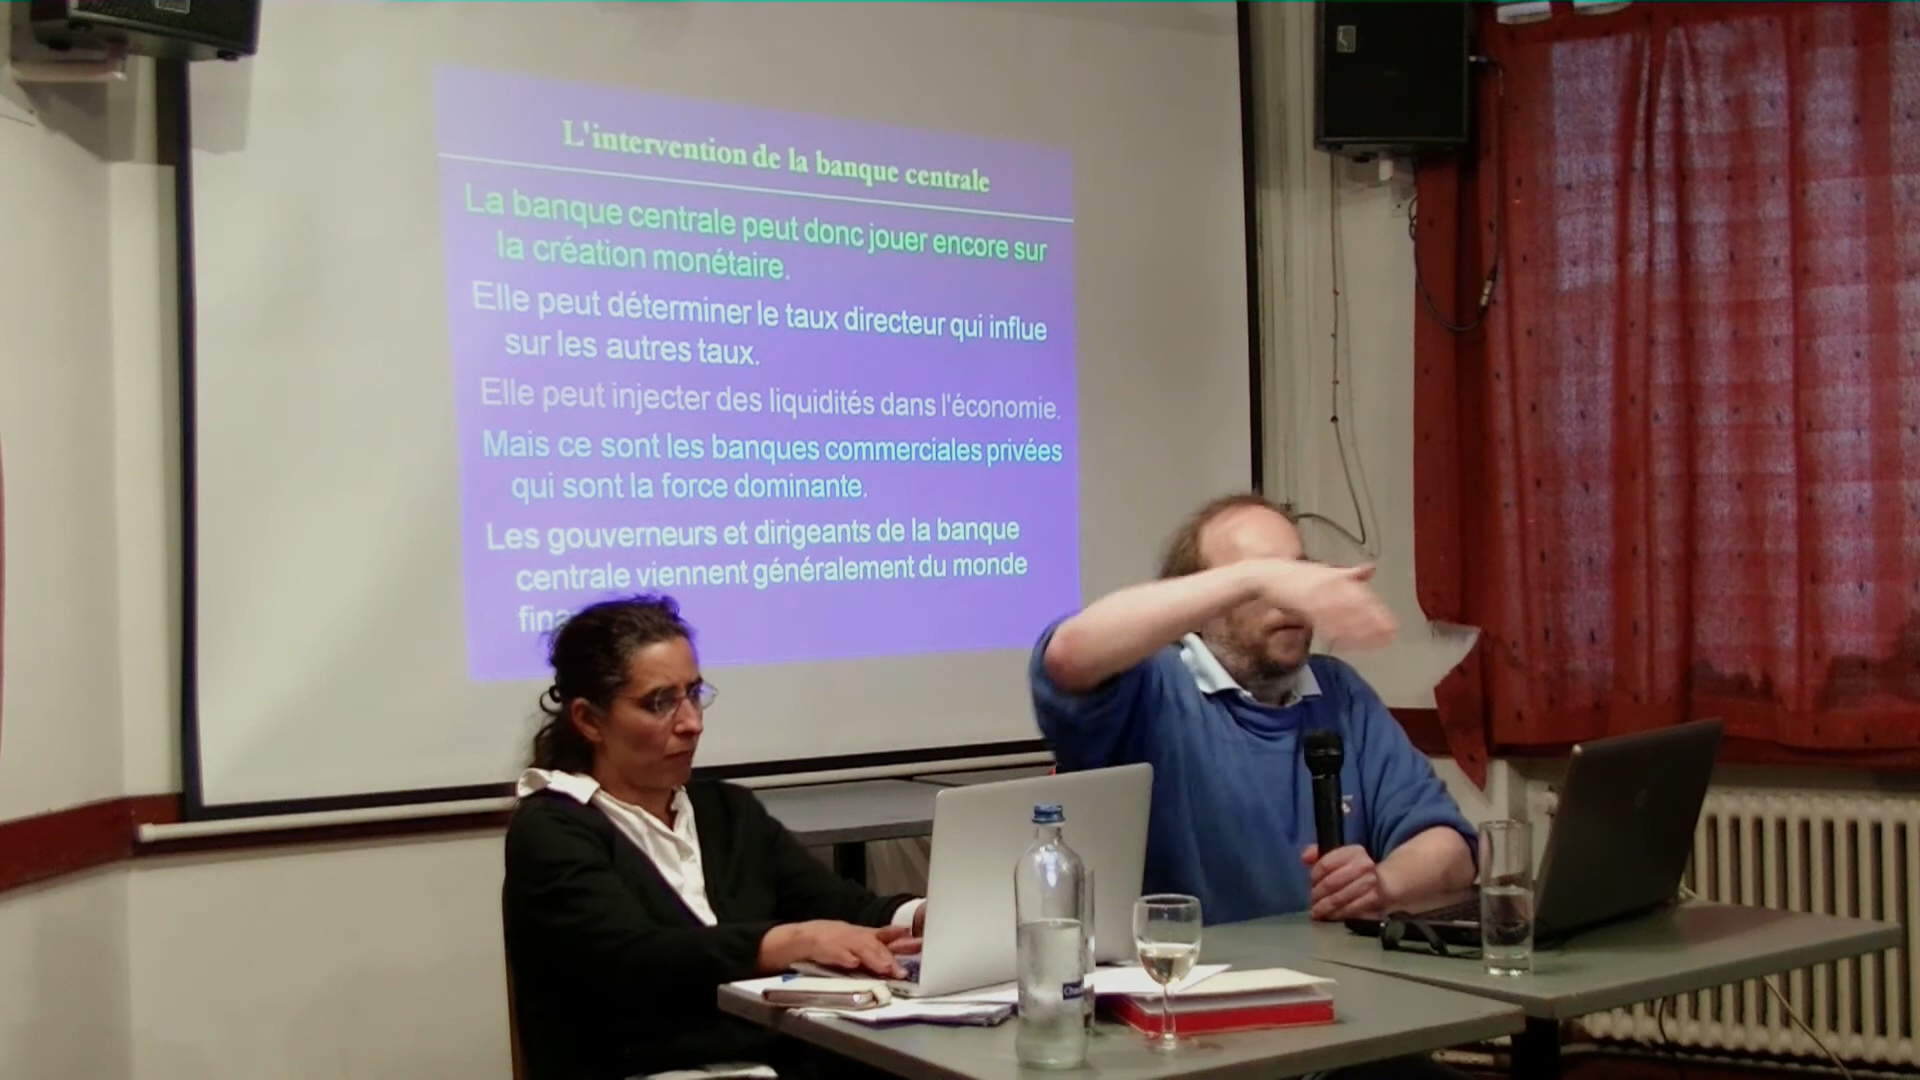 L'intervention de la banque centrale
La banque centrale peut donc jouer encore sur
la création monétaire.
Elle peut déterminer le taux directeur qui influe
sur les autres taux.
Elle peut injecter des liquidités dans l'économie.
Mais ce sont les banques commerciales privées
qui sont la force dominante.
Les gouverneurs et dirigeants de la banque
centrale viennent généralement du monde